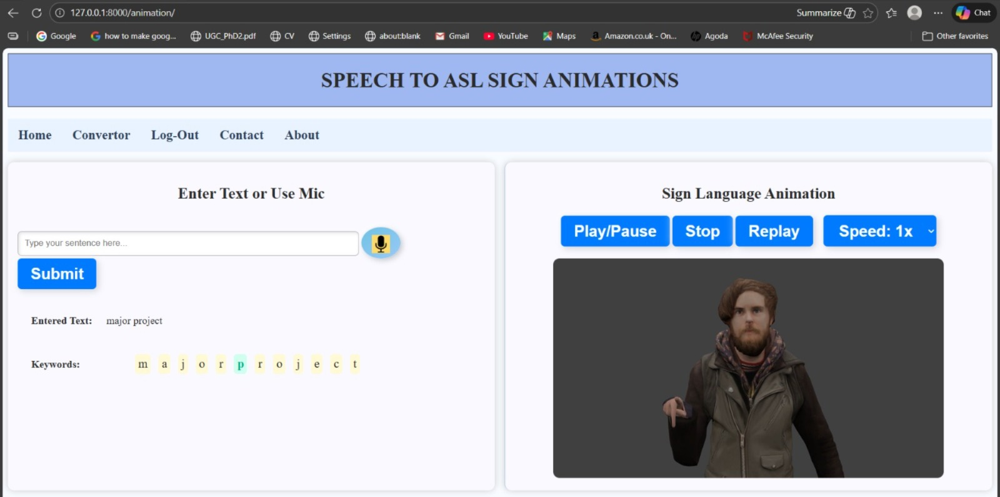 127.0.0.1:8000/animation/ Summarize Chat
Google how to make goog... UGC_PhD2.pdf CV Settings about:blank Gmail YouTube Maps Amazon.co.uk - On... Agoda McAfee Security Other favorites
SPEECH TO ASL SIGN ANIMATIONS
Home Convertor Log-Out Contact About
Enter Text or Use Mic
Type your sentence here...
Submit
Entered Text: major project
Keywords: m a j o r p r o j e c t
Sign Language Animation
Play/Pause Stop Replay Speed: 1x